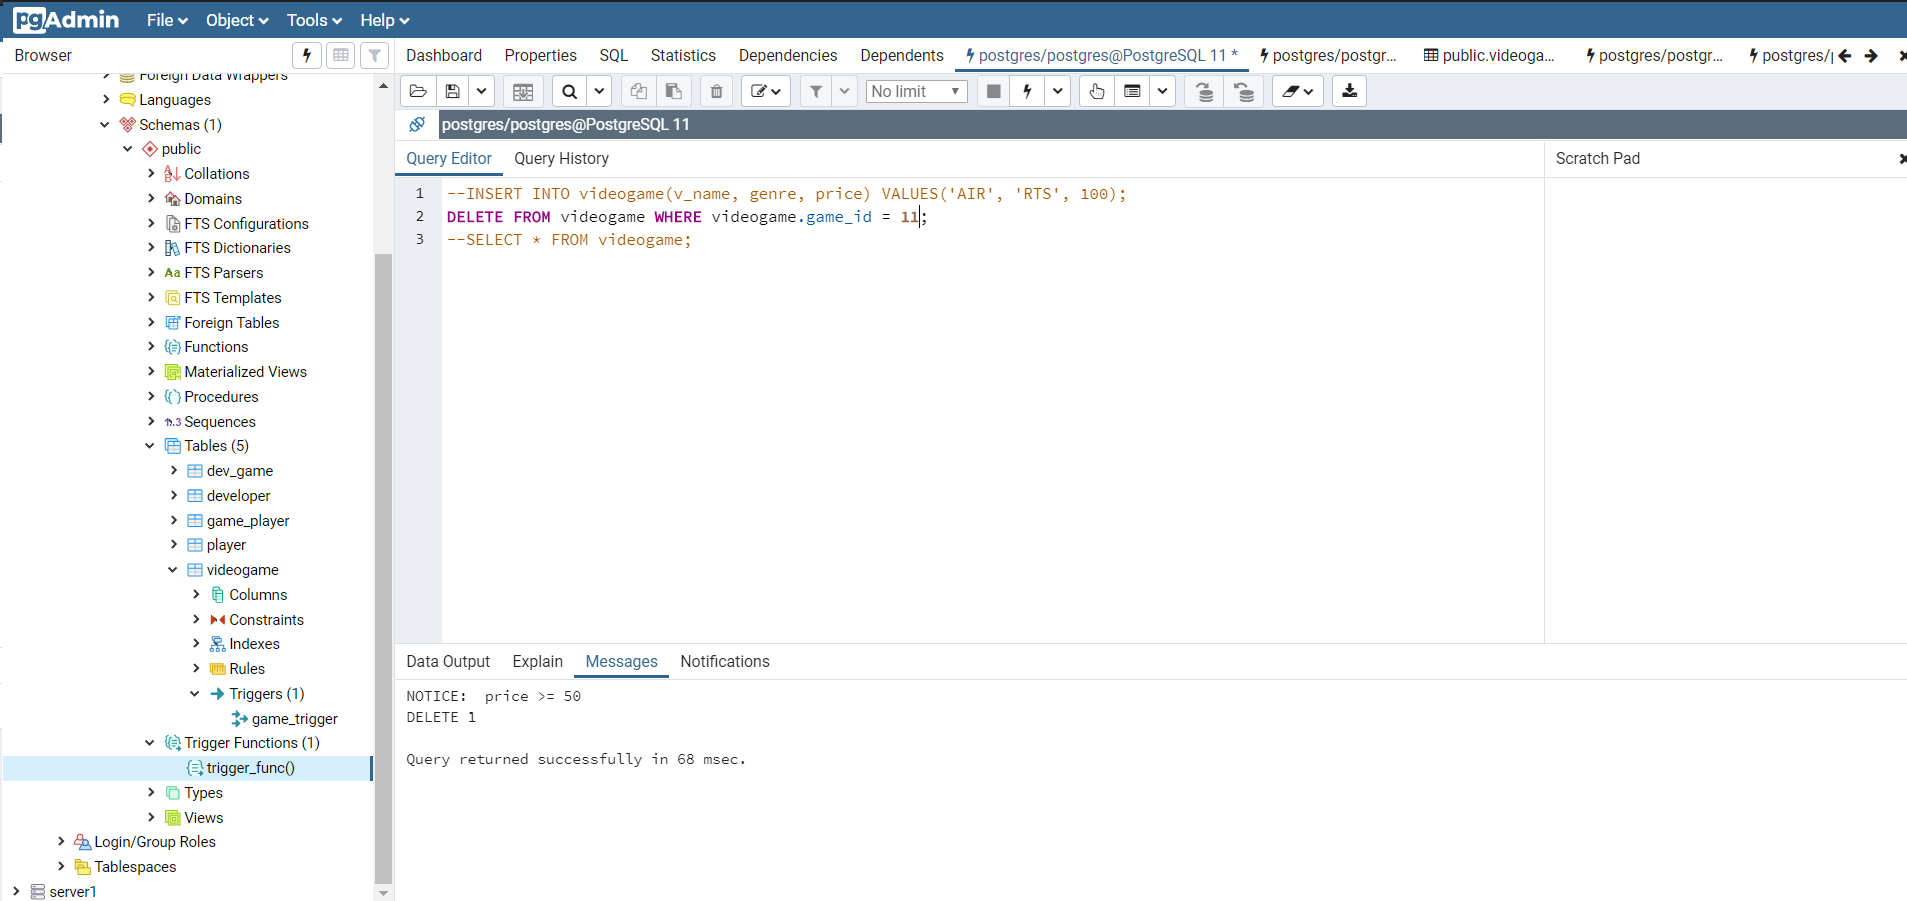 pgAdmin File Object Tools Help
Browser
Dashboard Properties SQL Statistics Dependencies Dependents postgres/postgres@PostgreSQL 11 * postgres/postgr... public.videoga... postgres/postgr... postgres/
No limit
postgres/postgres@PostgreSQL 11
Query Editor Query History
Scratch Pad
Foreign Data Wrappers
Languages
Schemas (1)
public
Collations
Domains
FTS Configurations
FTS Dictionaries
Aa FTS Parsers
FTS Templates
Foreign Tables
Functions
Materialized Views
Procedures
1..3 Sequences
Tables (5)
dev_game
developer
game_player
player
videogame
Columns
Constraints
Indexes
Rules
Triggers (1)
game_trigger
Trigger Functions (1)
trigger_func()
Types
Views
Login/Group Roles
Tablespaces
server1
1 --INSERT INTO videogame(v_name, genre, price) VALUES('AIR', 'RTS', 100);
2 DELETE FROM videogame WHERE videogame.game_id = 11;
3 --SELECT * FROM videogame;
Data Output Explain Messages Notifications
NOTICE:  price >= 50
DELETE 1
Query returned successfully in 68 msec.